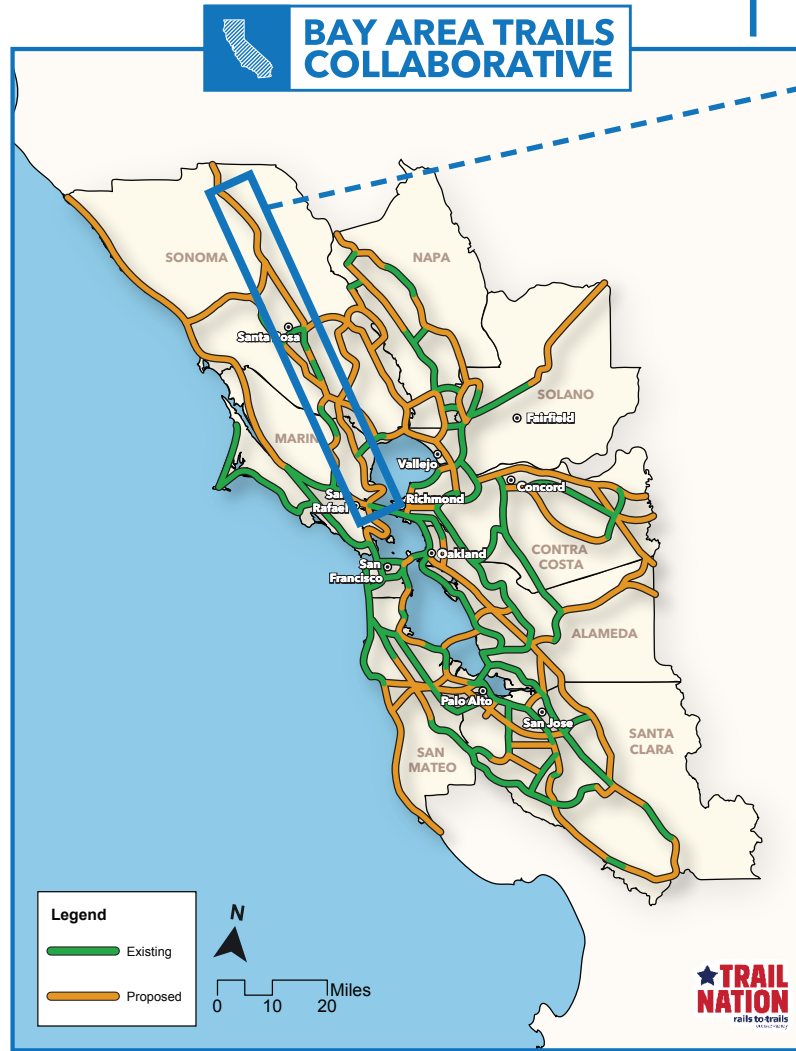 BAY AREA TRAILS
COLLABORATIVE
SONOMA
NAPA
Santa Rosa
SOLANO
Fairfield
MARIN
Vallejo
Concord
San
Rafael
Richmond
CONTRA
COSTA
Oakland
San
Francisco
ALAMEDA
Palo Alto
San Jose
SANTA
CLARA
SAN
MATEO
Legend
Existing
Proposed
N
Miles
0 10 20
TRAIL
NATION
rails to trails
conservancy